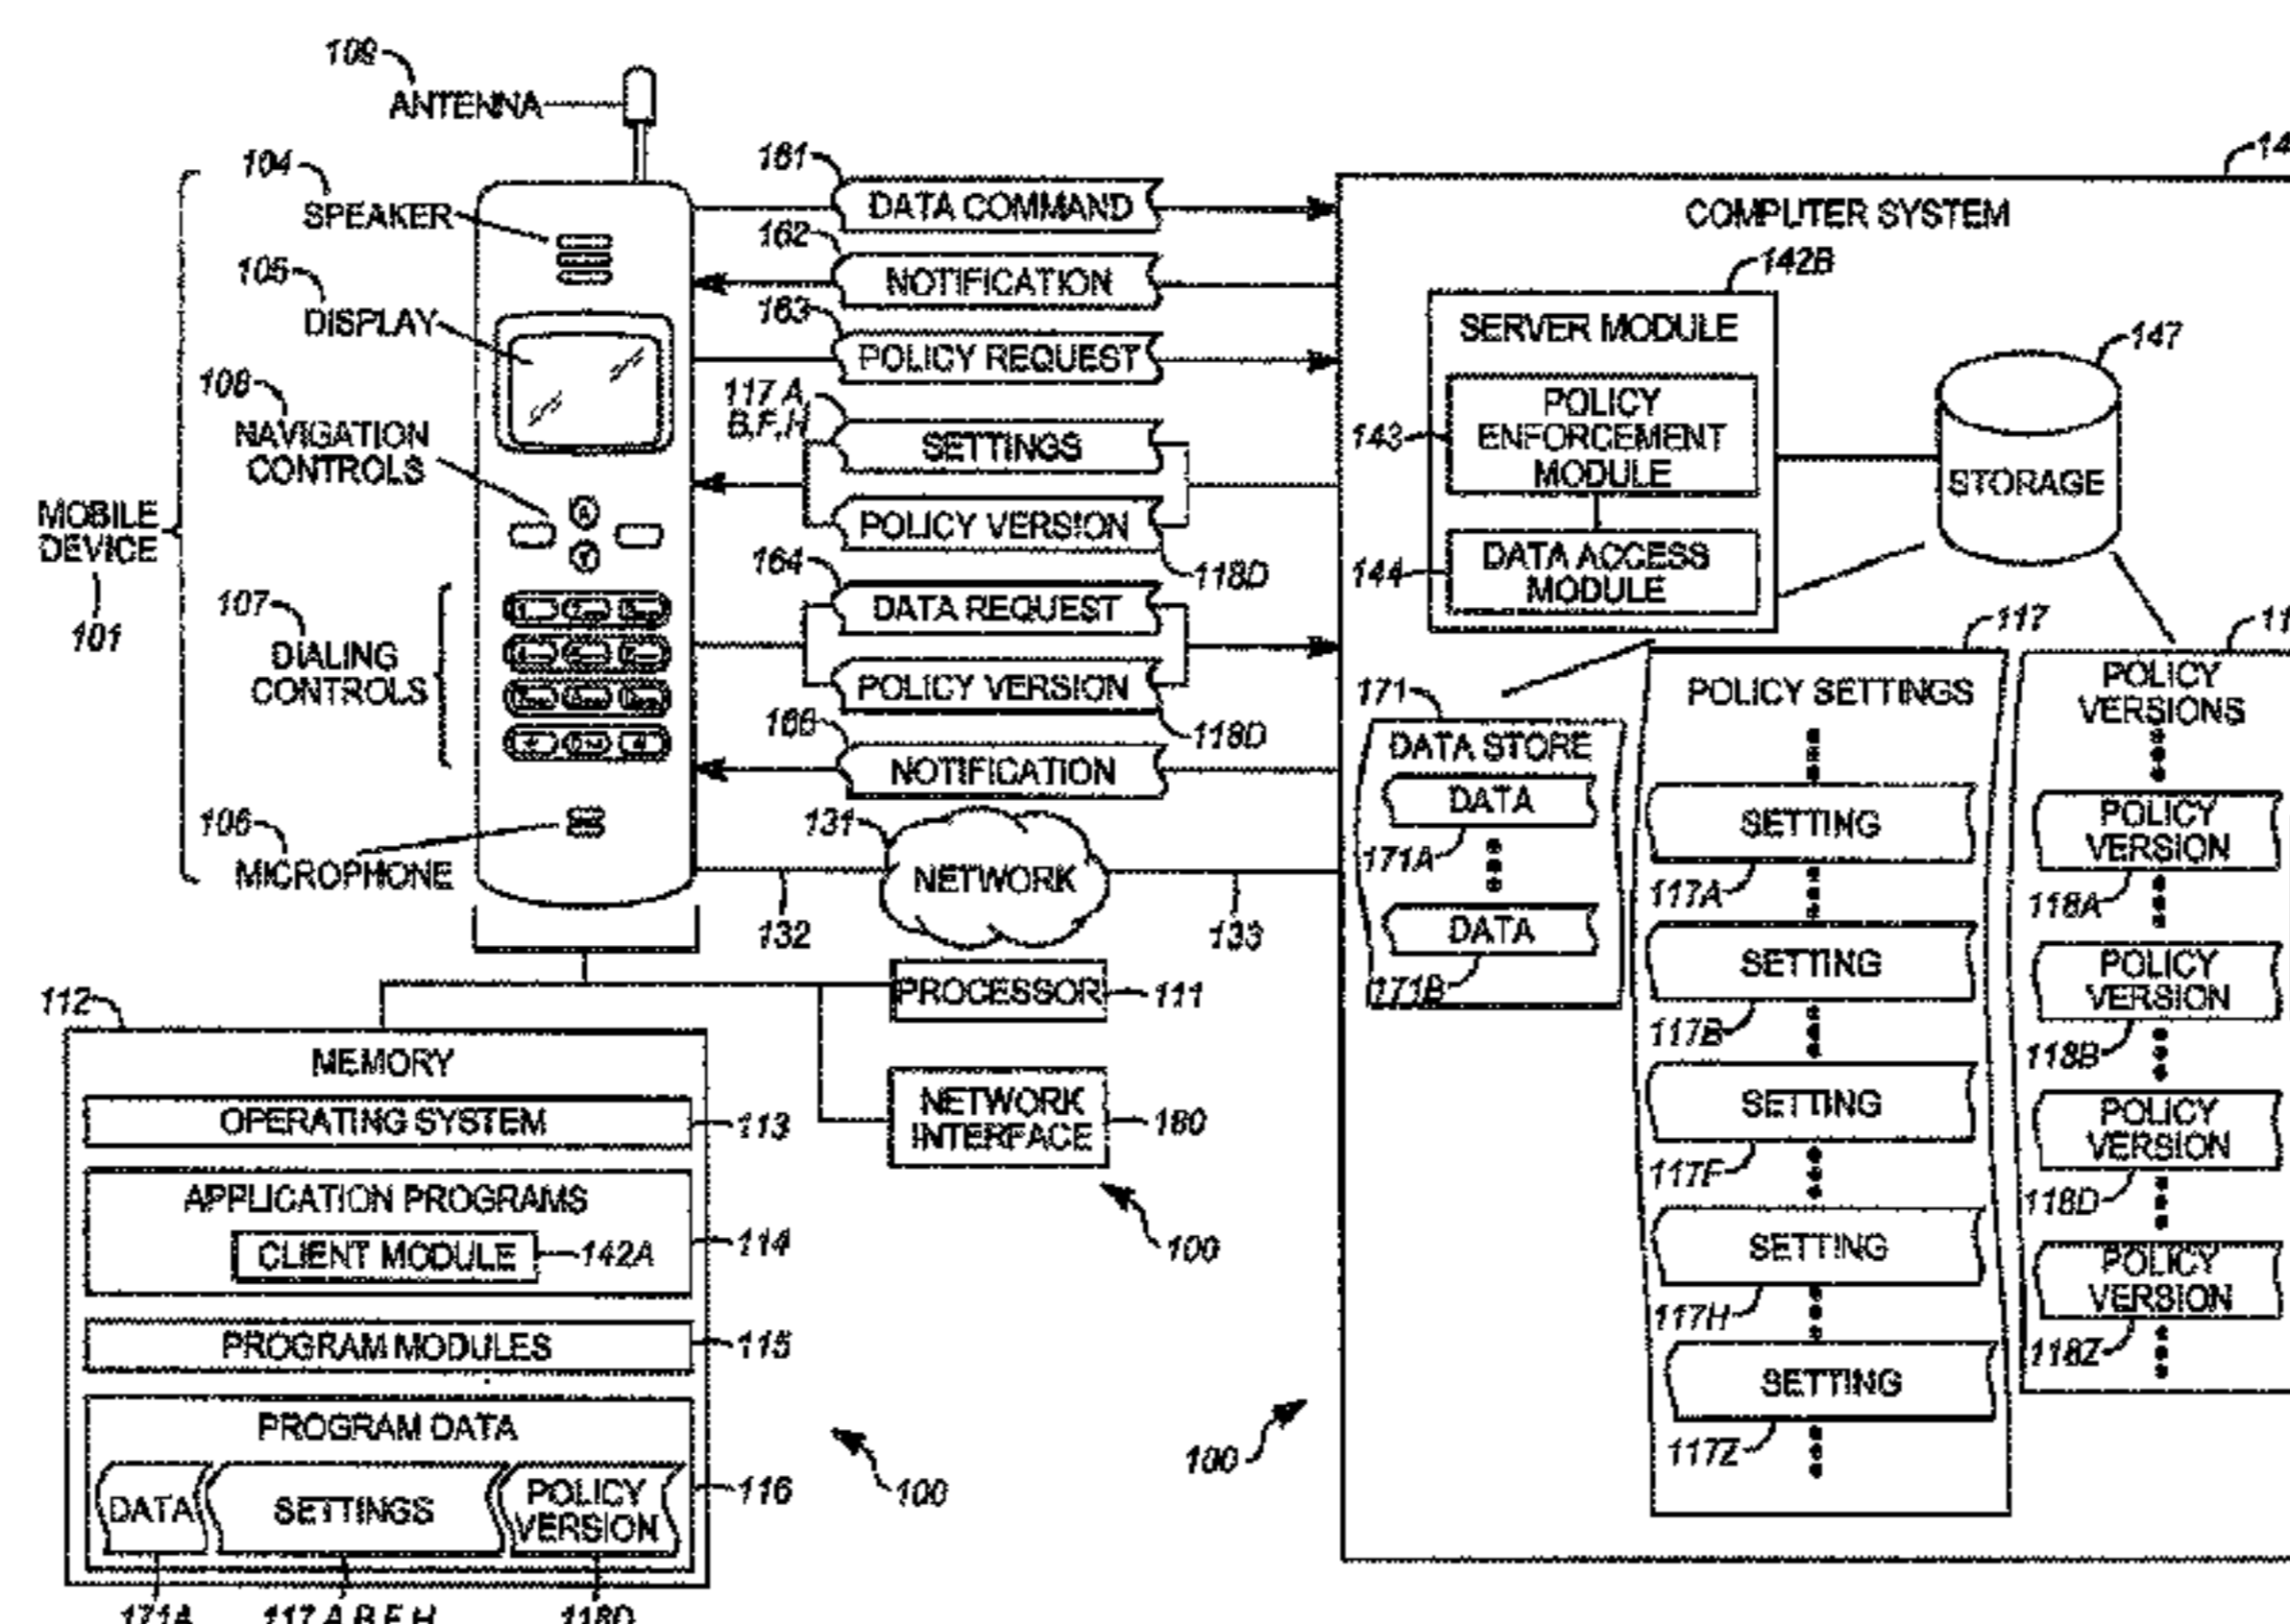 109
ANTENNA
104
SPEAKER
105
DISPLAY
108
NAVIGATION
CONTROLS
MOBILE
DEVICE
101
107
DIALING
CONTROLS
106
MICROPHONE
161
DATA COMMAND
162
NOTIFICATION
163
POLICY REQUEST
117 A
B,F,H
SETTINGS
POLICY VERSION
118D
164
DATA REQUEST
POLICY VERSION
118D
166
NOTIFICATION
131
NETWORK
132
133
PROCESSOR
111
NETWORK
INTERFACE
180
100
112
MEMORY
OPERATING SYSTEM
113
APPLICATION PROGRAMS
CLIENT MODULE
142A
114
PROGRAM MODULES
115
PROGRAM DATA
DATA
SETTINGS
POLICY
VERSION
116
171A
117 A,B,F,H
118D
100
100
COMPUTER SYSTEM
142B
SERVER MODULE
POLICY
ENFORCEMENT
MODULE
143
DATA ACCESS
MODULE
144
147
STORAGE
171
DATA STORE
DATA
171A
DATA
171B
117
POLICY SETTINGS
SETTING
117A
SETTING
117B
SETTING
117F
SETTING
117H
SETTING
117Z
POLICY
VERSIONS
POLICY
VERSION
118A
POLICY
VERSION
118B
POLICY
VERSION
118D
POLICY
VERSION
118Z